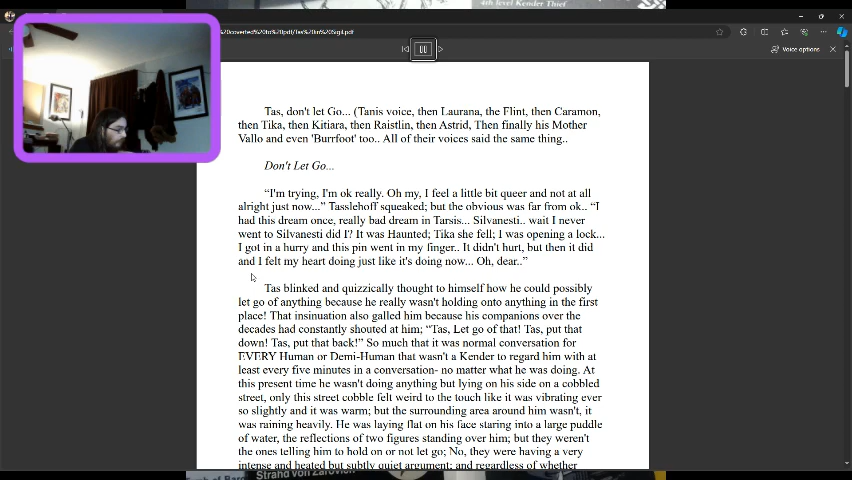 4th level Kender Thief
%20coverted%20to%20pdf/Tas%20in%20Sigil.pdf
Voice options
Tas, don't let Go... (Tanis voice, then Laurana, the Flint, then Caramon,
then Tika, then Kitiara, then Raistlin, then Astrid, Then finally his Mother
Vallo and even 'Burrfoot' too.. All of their voices said the same thing..
Don't Let Go...
“I'm trying, I'm ok really. Oh my, I feel a little bit queer and not at all
alright just now...” Tasslehoff squeaked; but the obvious was far from ok.. “I
had this dream once, really bad dream in Tarsis... Silvanesti.. wait I never
went to Silvanesti did I? It was Haunted; Tika she fell; I was opening a lock...
I got in a hurry and this pin went in my finger.. It didn't hurt, but then it did
and I felt my heart doing just like it's doing now... Oh, dear..”
Tas blinked and quizzically thought to himself how he could possibly
let go of anything because he really wasn't holding onto anything in the first
place! That insinuation also galled him because his companions over the
decades had constantly shouted at him; “Tas, Let go of that! Tas, put that
down! Tas, put that back!” So much that it was normal conversation for
EVERY Human or Demi-Human that wasn't a Kender to regard him with at
least every five minutes in a conversation- no matter what he was doing. At
this present time he wasn't doing anything but lying on his side on a cobbled
street, only this street cobble felt weird to the touch like it was vibrating ever
so slightly and it was warm; but the surrounding area around him wasn't, it
was raining heavily. He was laying flat on his face staring into a large puddle
of water, the reflections of two figures standing over him; but they weren't
the ones telling him to hold on or not let go; No, they were having a very
intense and heated but subtly quiet argument; and regardless of whether
Strahd von Zarovich